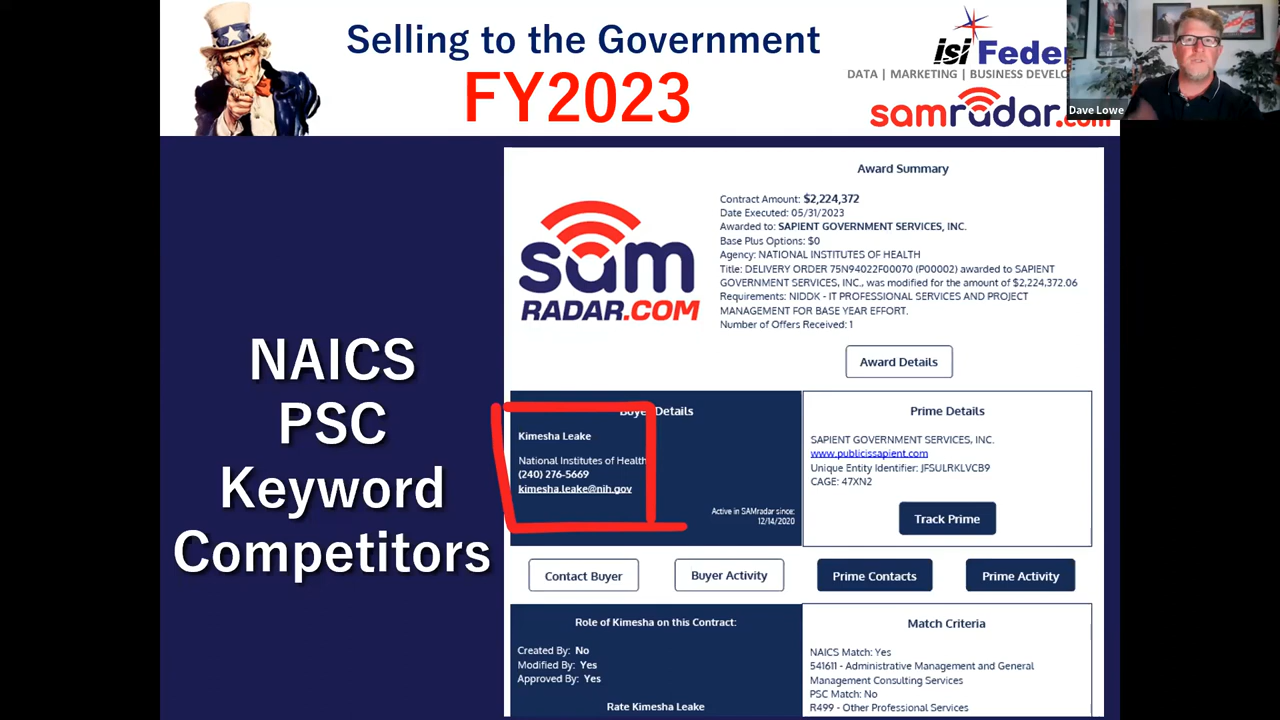 Selling to the Government
FY2023
isi Feder
DATA | MARKETING | BUSINESS DEVELO
samradar.com
Dave Lowe
NAICS
PSC
Keyword
Competitors
sam
RADAR.COM
Award Summary
Contract Amount: $2,224,372
Date Executed: 05/31/2023
Awarded to: SAPIENT GOVERNMENT SERVICES, INC.
Base Plus Options: $0
Agency: NATIONAL INSTITUTES OF HEALTH
Title: DELIVERY ORDER 75N94022F00070 (P00002) awarded to SAPIENT
GOVERNMENT SERVICES, INC., was modified for the amount of $2,224,372.06
Requirements: NIDDK - IT PROFESSIONAL SERVICES AND PROJECT
MANAGEMENT FOR BASE YEAR EFFORT.
Number of Offers Received: 1
Award Details
Buyer Details
Kimesha Leake
National Institutes of Health
(240) 276-5669
kimesha.leake@nih.gov
Active in SAMradar since:
12/14/2020
Prime Details
SAPIENT GOVERNMENT SERVICES, INC.
www.publicissapient.com
Unique Entity Identifier: JFSULRKLVCB9
CAGE: 47XN2
Track Prime
Contact Buyer
Buyer Activity
Prime Contacts
Prime Activity
Role of Kimesha on this Contract:
Created By: No
Modified By: Yes
Approved By: Yes
Rate Kimesha Leake
Match Criteria
NAICS Match: Yes
541611 - Administrative Management and General
Management Consulting Services
PSC Match: No
R499 - Other Professional Services